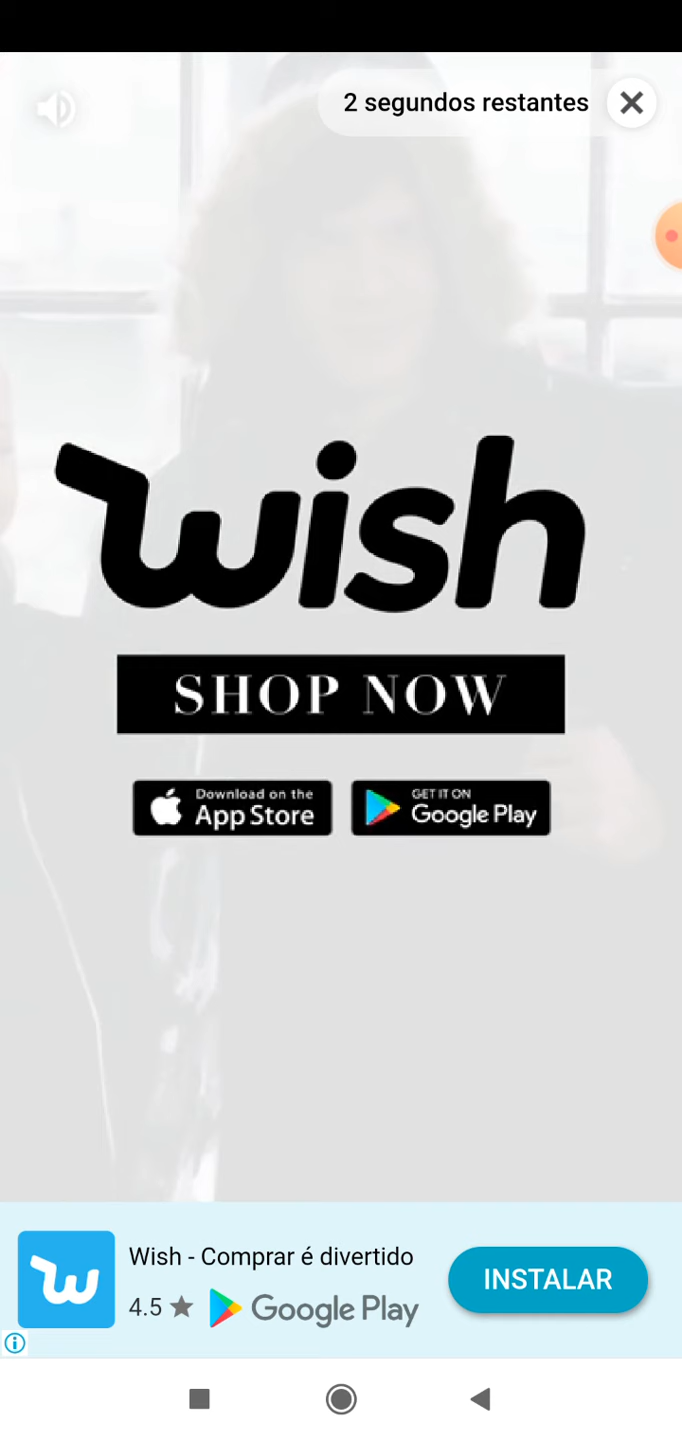 2 segundos restantes
wish
SHOP NOW
Download on the
App Store
GET IT ON
Google Play
Wish - Comprar é divertido
INSTALAR
4.5 ★ Google Play